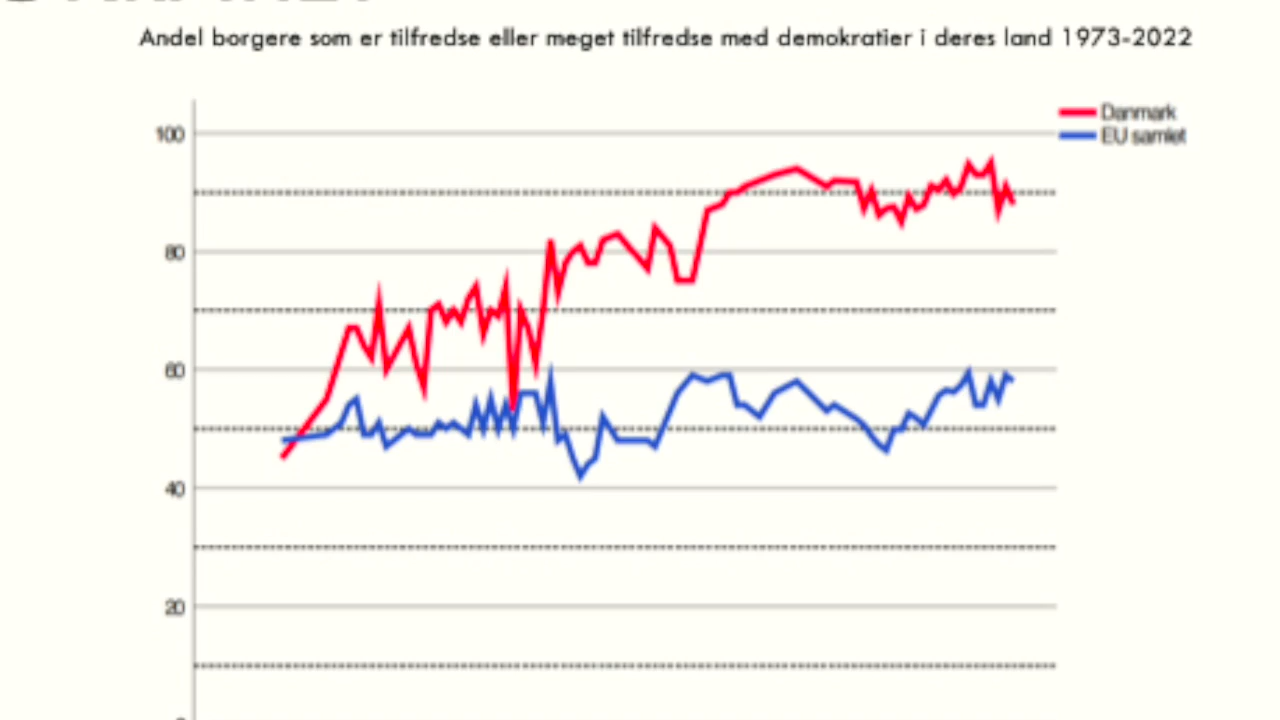 Andel borgere som er tilfredse eller meget tilfredse med demokratier i deres land 1973-2022
Danmark
EU samlet
100
80
60
40
20